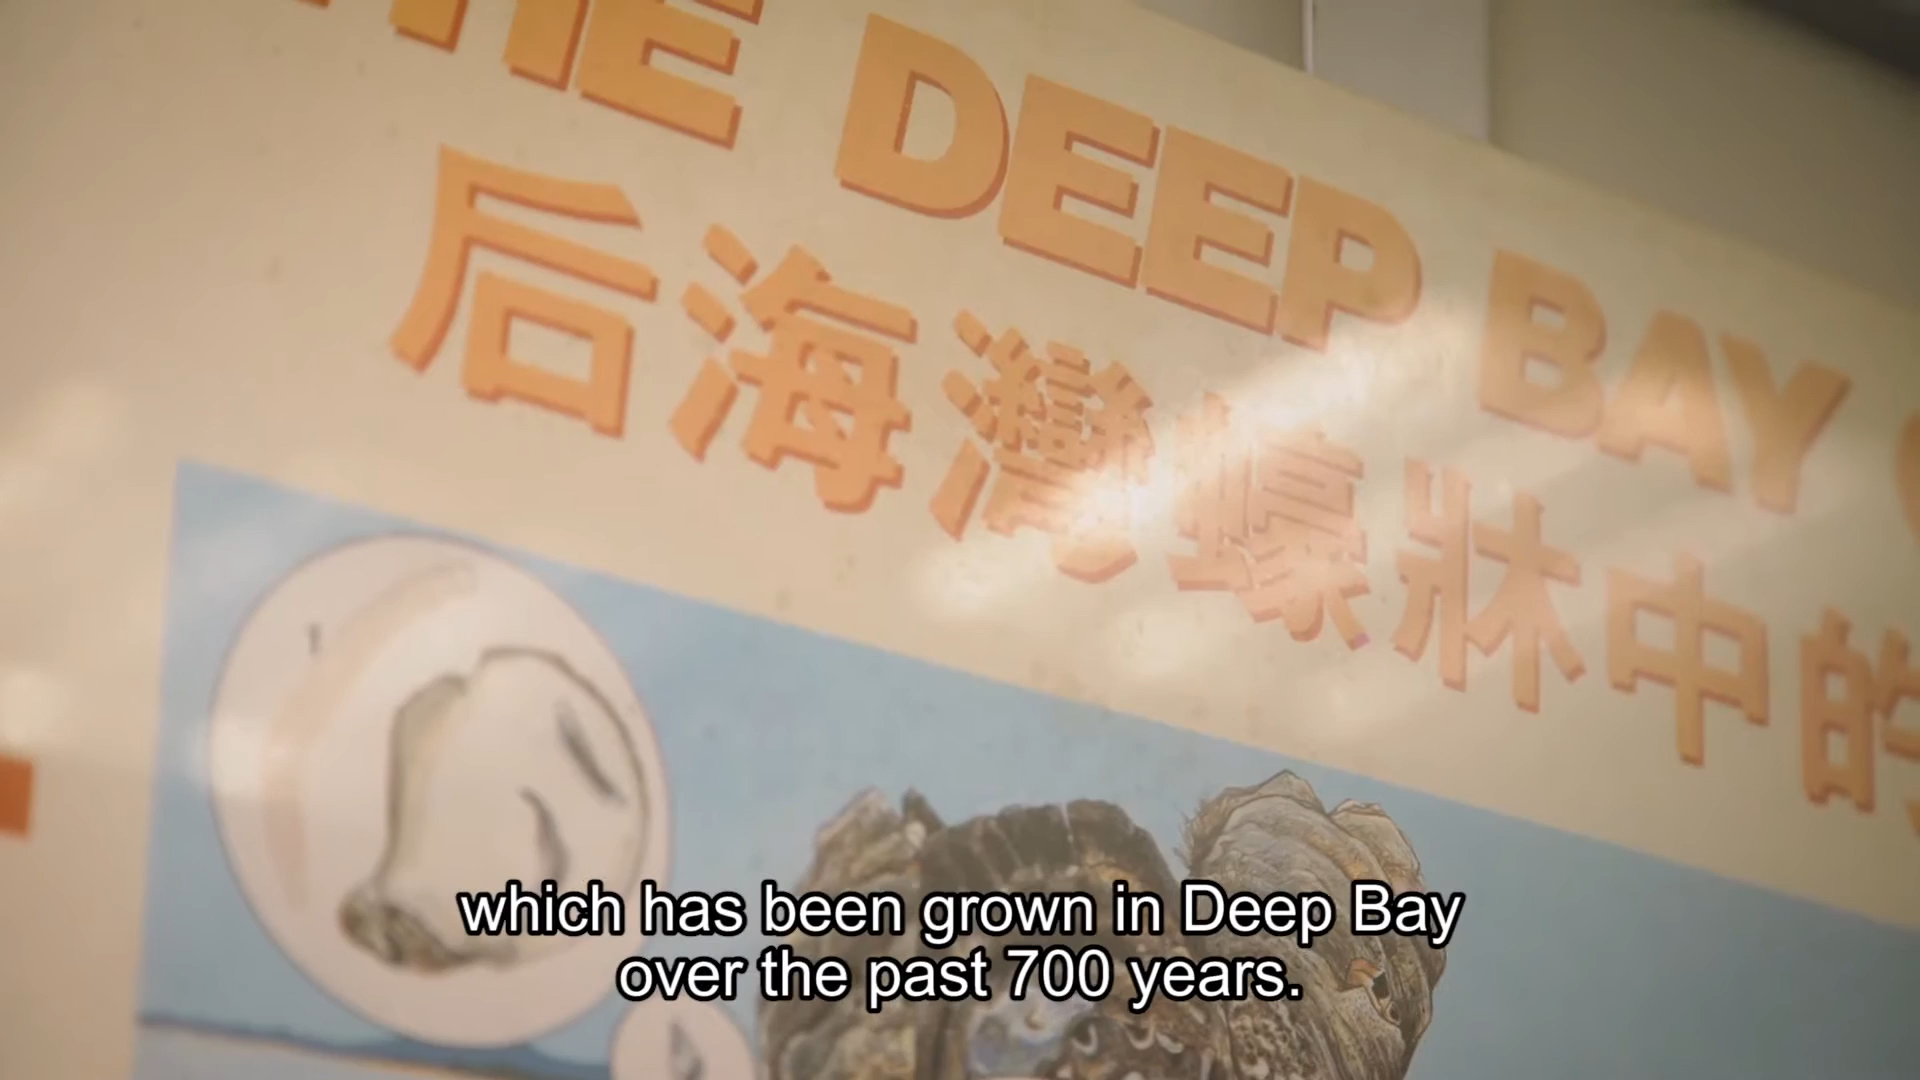 THE DEEP BAY
后海灣蠔牀中的
which has been grown in Deep Bay
over the past 700 years.